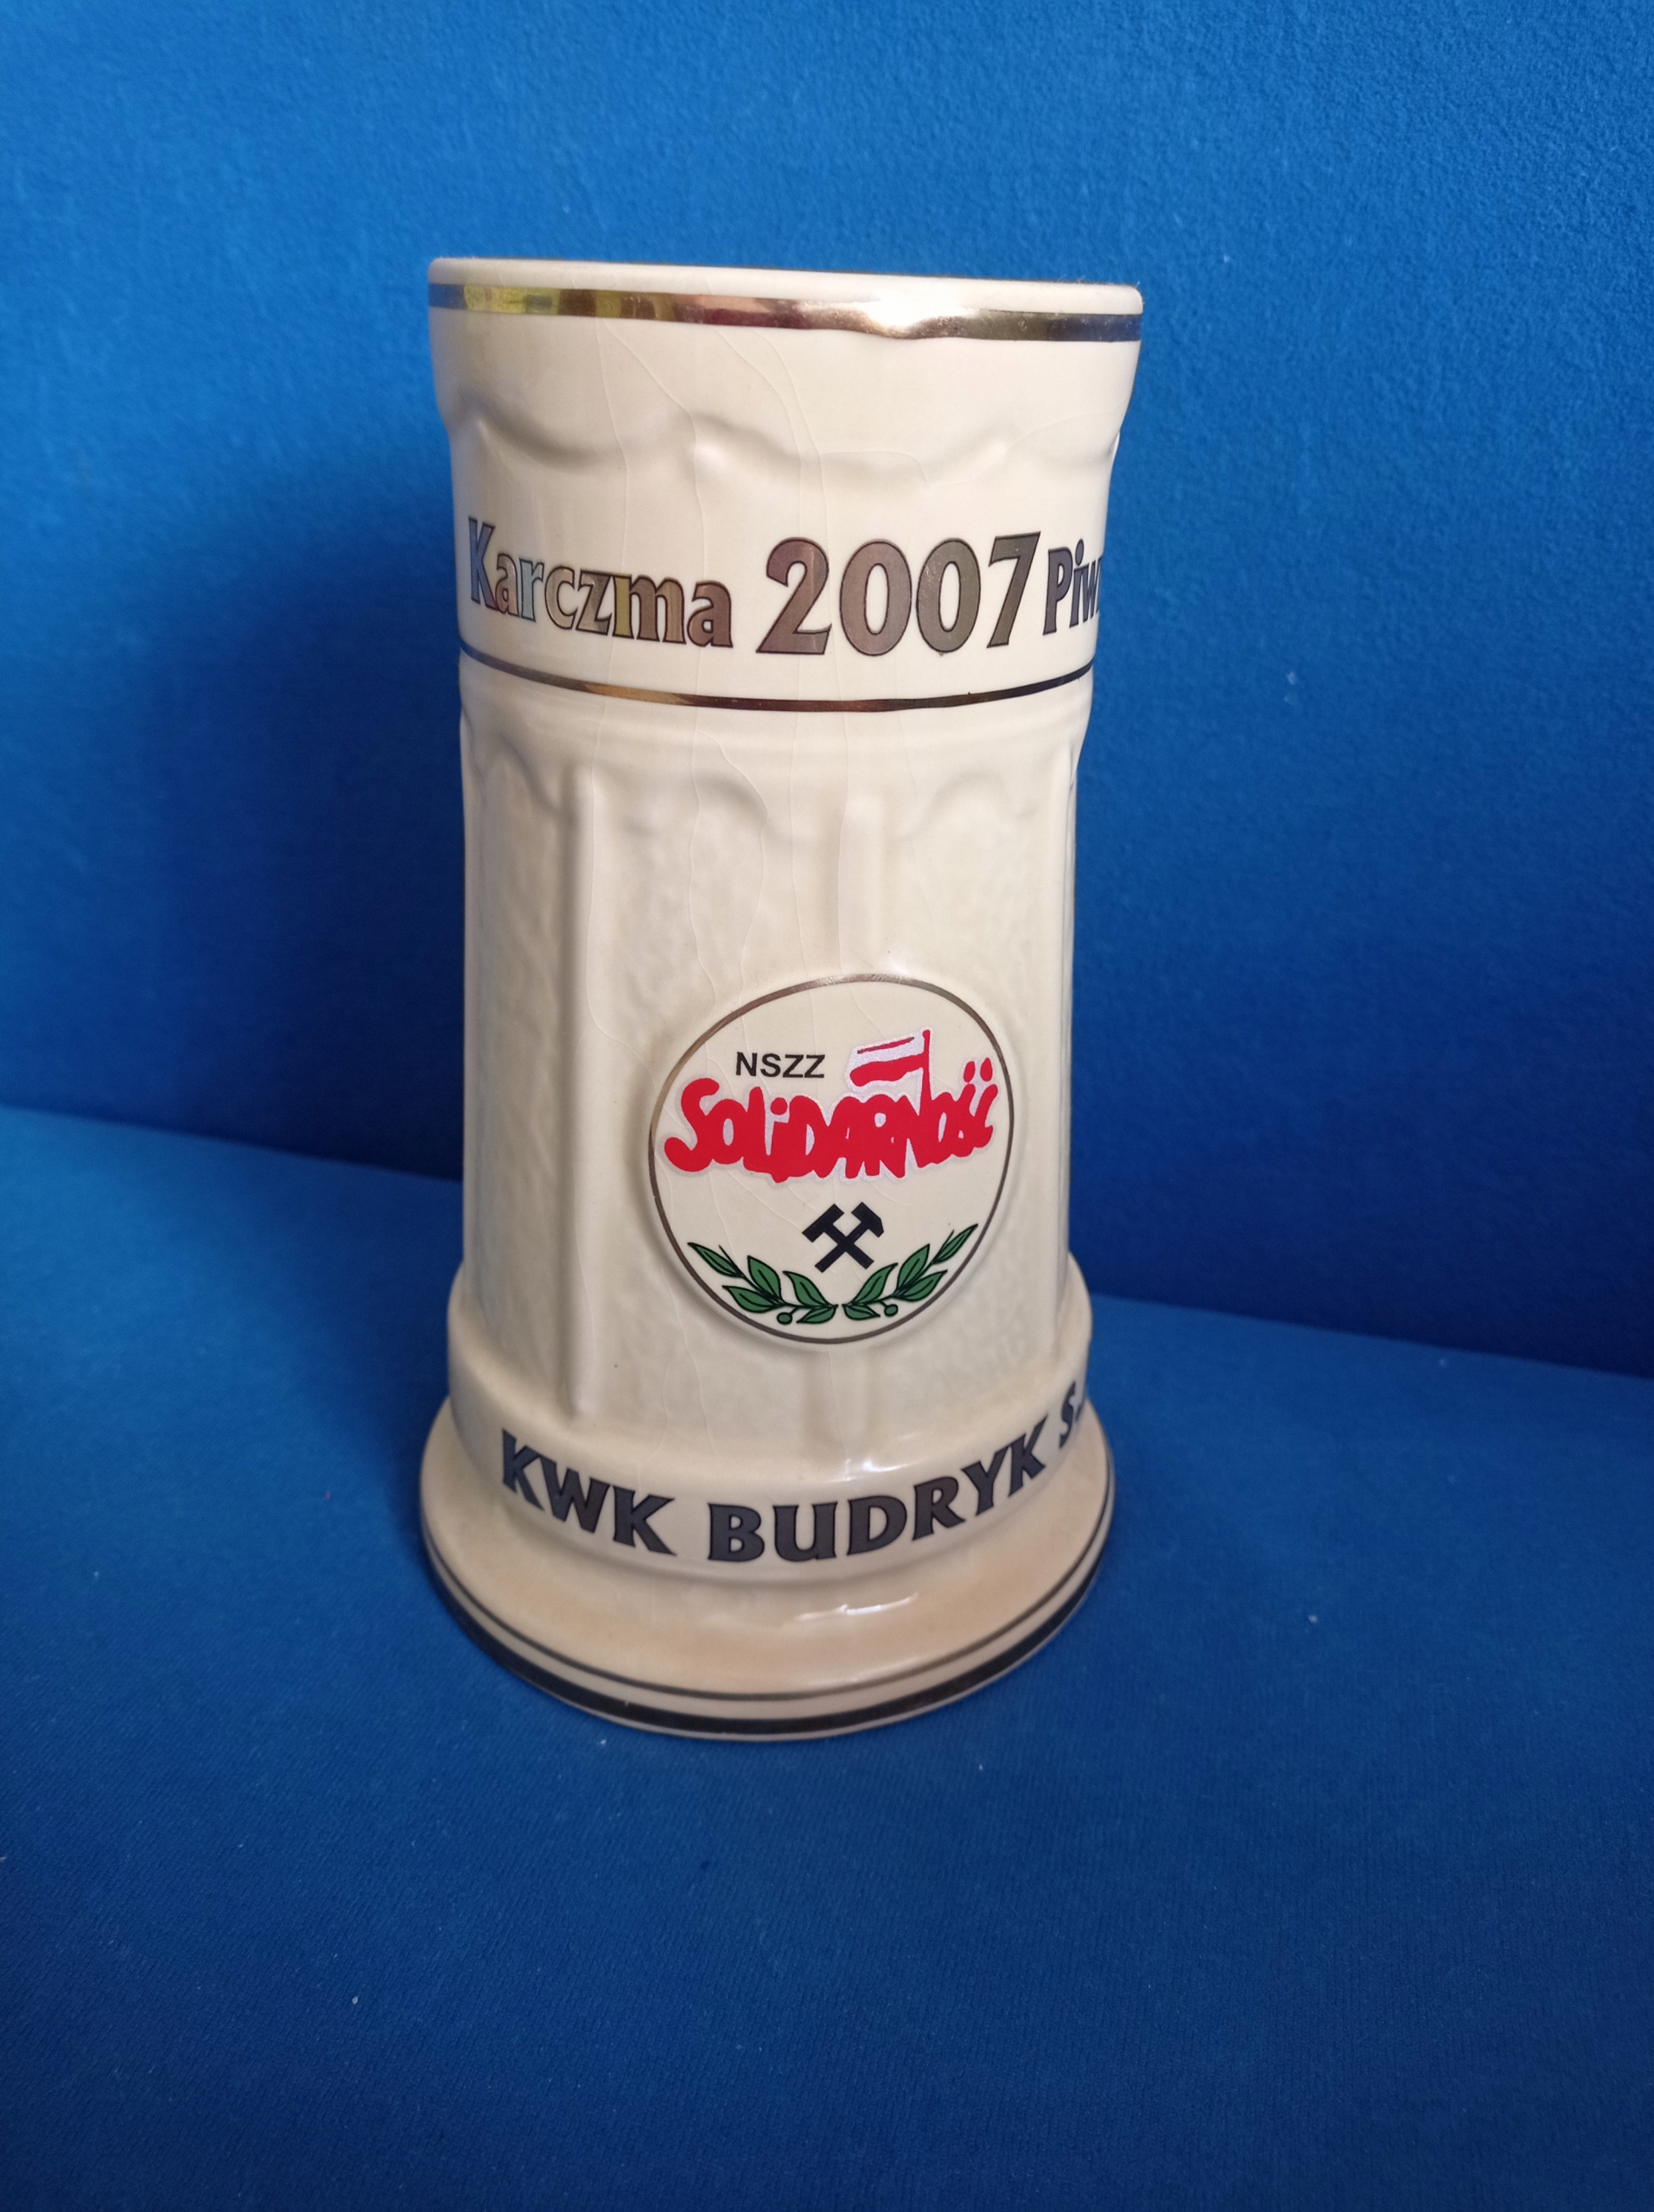 Karczma 2007
NSZZ
SOLiDARNOŚĆ
KWK BUDRYK